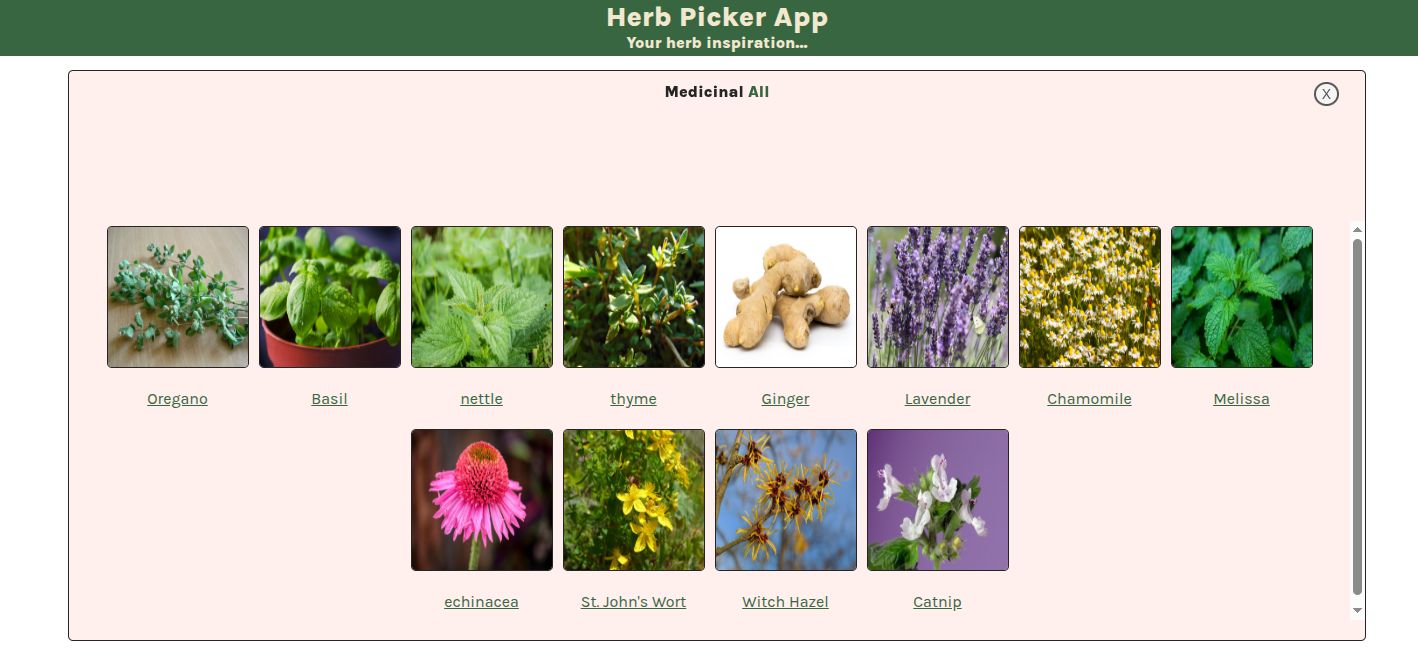 Herb Picker App
Your herb inspiration...
Medicinal All
X
Oregano Basil nettle thyme Ginger Lavender Chamomile Melissa
echinacea St. John's Wort Witch Hazel Catnip